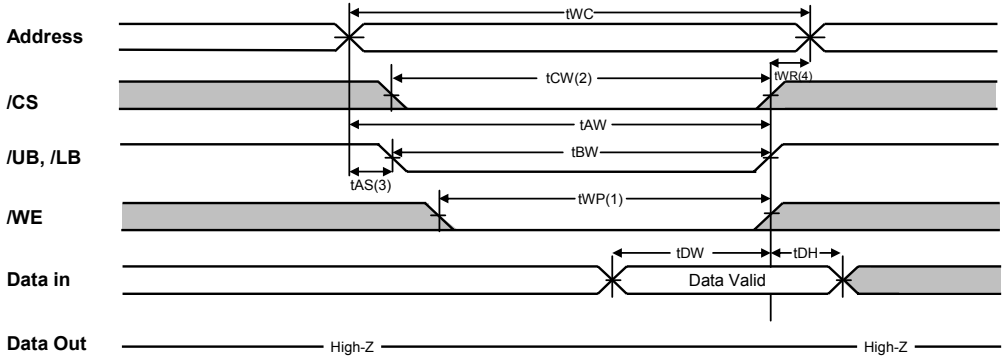 tWC
Address
tCW(2)
tWR(4)
/CS
tAW
/UB, /LB
tBW
tAS(3)
/WE
tWP(1)
tDW
tDH
Data in
Data Valid
Data Out
High-Z
High-Z